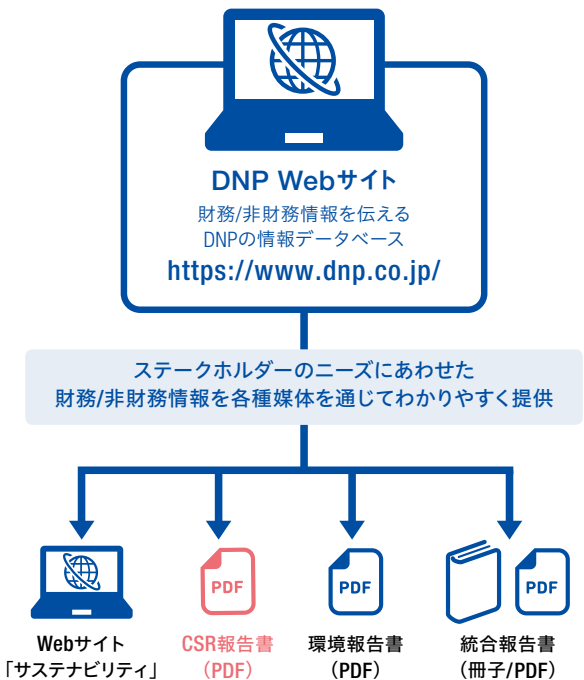 DNP Webサイト
財務/非財務情報を伝える
DNPの情報データベース
https://www.dnp.co.jp/
ステークホルダーのニーズにあわせた
財務/非財務情報を各種媒体を通じてわかりやすく提供
PDF
PDF
PDF
Webサイト
「サステナビリティ」
CSR報告書
（PDF）
環境報告書
（PDF）
統合報告書
（冊子/PDF）